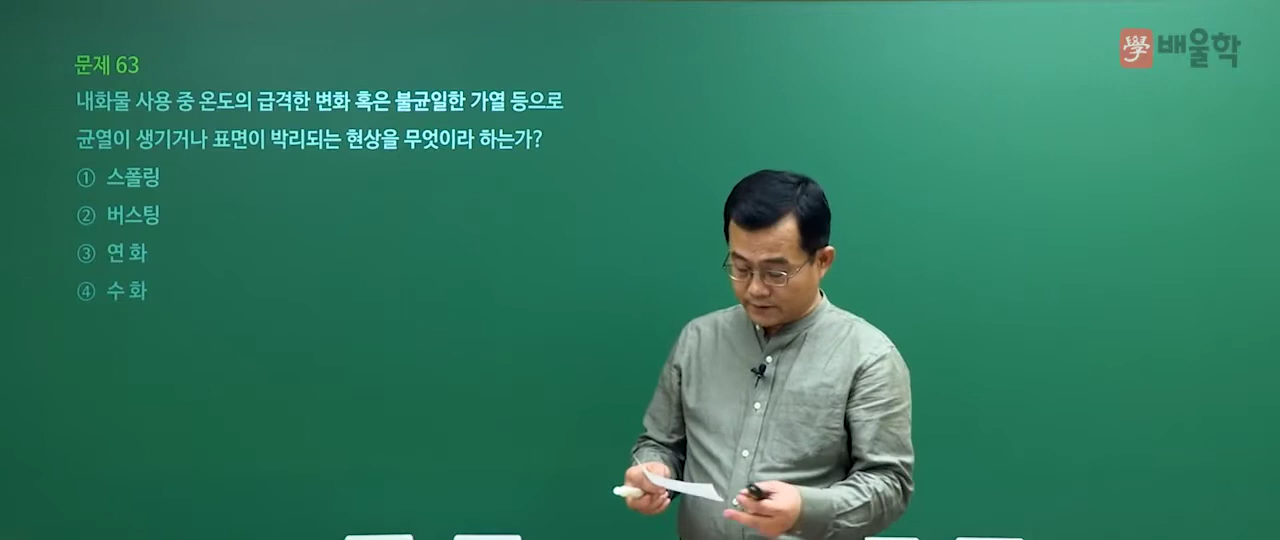 學 배울학
문제 63
내화물 사용 중 온도의 급격한 변화 혹은 불균일한 가열 등으로
균열이 생기거나 표면이 박리되는 현상을 무엇이라 하는가?
① 스폴링
② 버스팅
③ 연 화
④ 수 화